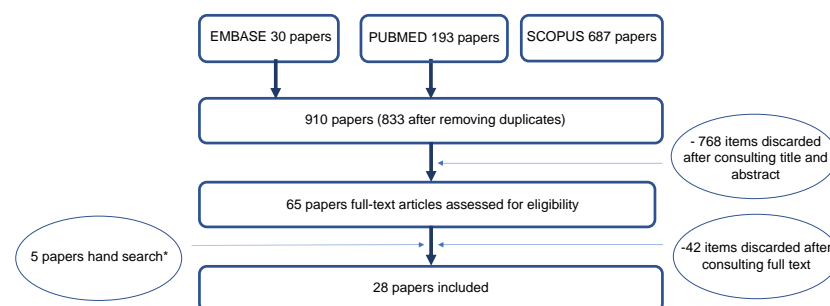 EMBASE 30 papers
PUBMED 193 papers
SCOPUS 687 papers
910 papers (833 after removing duplicates)
- 768 items discarded
after consulting title and
abstract
65 papers full-text articles assessed for eligibility
5 papers hand search*
-42 items discarded after
consulting full text
28 papers included